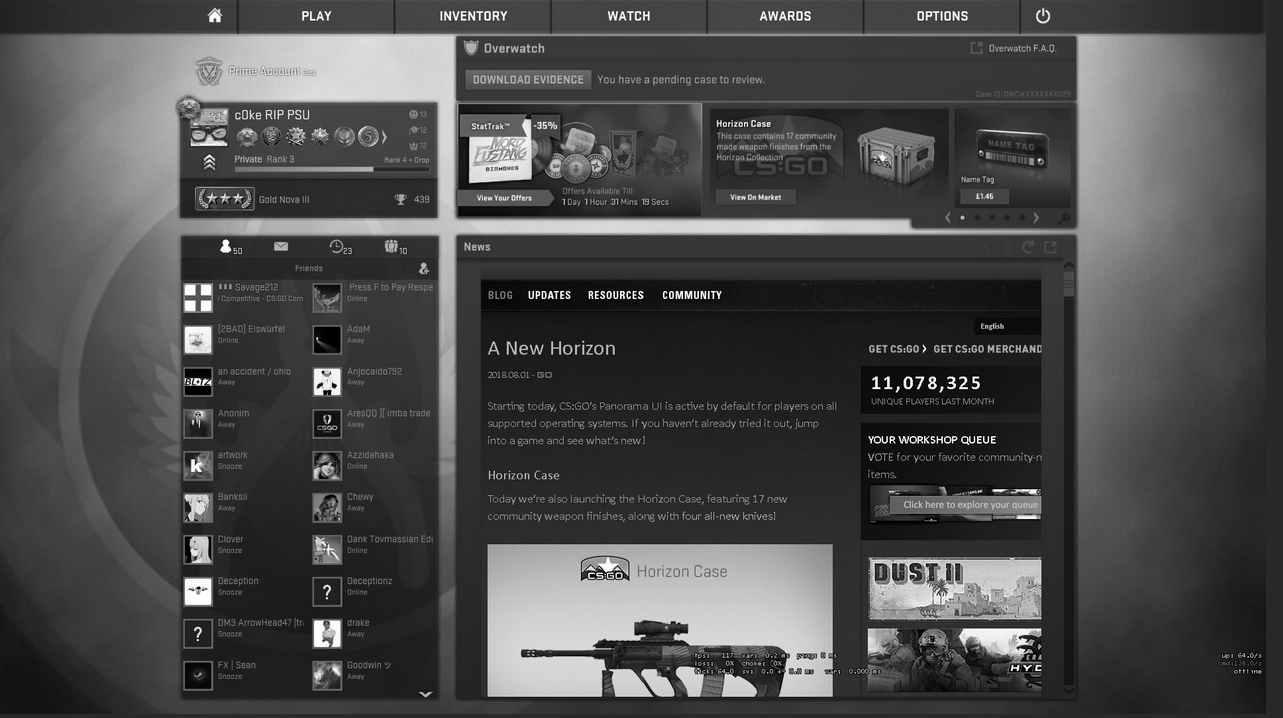 PLAY
INVENTORY
WATCH
AWARDS
OPTIONS
Prime Account
Overwatch
Overwatch F.A.Q.
DOWNLOAD EVIDENCE
You have a pending case to review.
c0ke RIP PSU
13
12
12
Private Rank 3
Rank 4 + Drop
Gold Nova III
439
StatTrak™
-35%
View Your Offers
Offers Available Till:
1 Day 1 Hour 31 Mins 19 Secs
Horizon Case
This case contains 17 community
made weapon finishes from the
Horizon Collection
CS:GO
View On Market
NAME TAG
Name Tag
£1.45
50
23
10
Friends
Savage212
Competitive - CS:GO Com
Press F to Pay Respe
Online
[2BAD] Eiswürfel
Online
AdaM
Away
an accident / ohio
Away
Anjocaido792
Away
Anonim
Away
AresQQ ][ imba trade
Away
artwork
Snooze
Azzidahaka
Online
Banksii
Away
Chewy
Away
Clover
Snooze
Dank Tovmassian Edi
Online
Deception
Snooze
Deceptionz
Online
DM3 ArrowHead47 [tra
Snooze
drake
Away
FX | Sean
Snooze
Goodwin ツ
Away
News
BLOG
UPDATES
RESOURCES
COMMUNITY
English
A New Horizon
2018.08.01 - GO
Starting today, CS:GO's Panorama UI is active by default for players on all
supported operating systems. If you haven't already tried it out, jump
into a game and see what's new!
Horizon Case
Today we're also launching the Horizon Case, featuring 17 new
community weapon finishes, along with four all-new knives!
CS:GO
Horizon Case
GET CS:GO
GET CS:GO MERCHAND
11,078,325
UNIQUE PLAYERS LAST MONTH
YOUR WORKSHOP QUEUE
VOTE for your favorite community-n
items.
Click here to explore your queue
DUST II
HYD
fps: 117 var: 0.2 ms ping: 0 ms
loss: 0% choke: 0%
tick: 64.0 sv: 0.0 +- 0.0 ms var: 0.000 ms
up: 64.0/s
cmd:128.0/s
offline